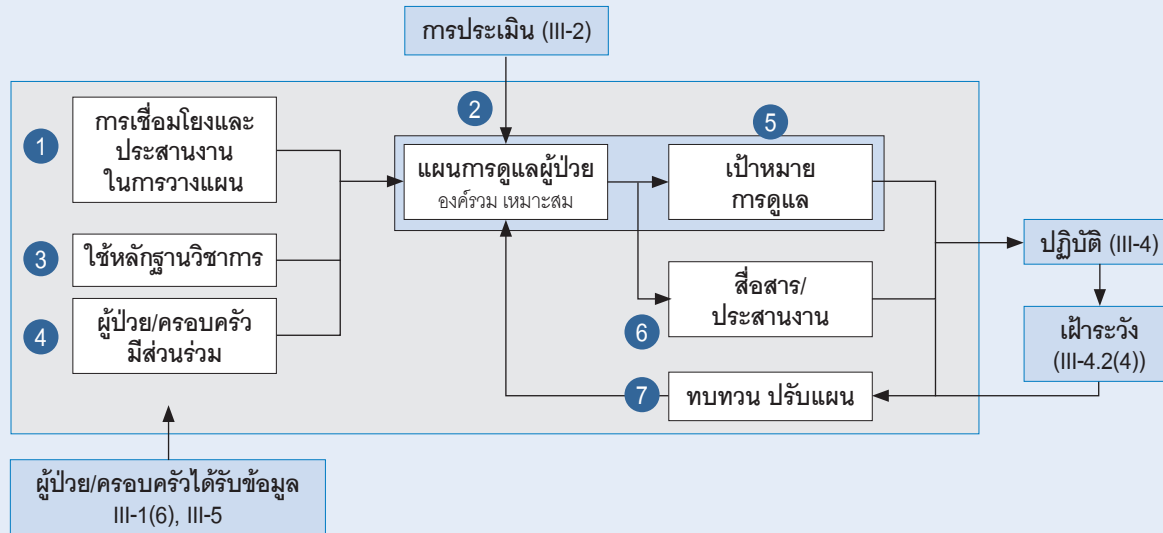 การประเมิน (III-2)
1
การเชื่อมโยงและ
ประสานงาน
ในการวางแผน
2
แผนการดูแลผู้ป่วย
องค์รวม เหมาะสม
5
เป้าหมาย
การดูแล
3
ใช้หลักฐานวิชาการ
4
ผู้ป่วย/ครอบครัว
มีส่วนร่วม
6
สื่อสาร/
ประสานงาน
7
ทบทวน ปรับแผน
ปฏิบัติ (III-4)
เฝ้าระวัง
(III-4.2(4))
ผู้ป่วย/ครอบครัวได้รับข้อมูล
III-1(6), III-5